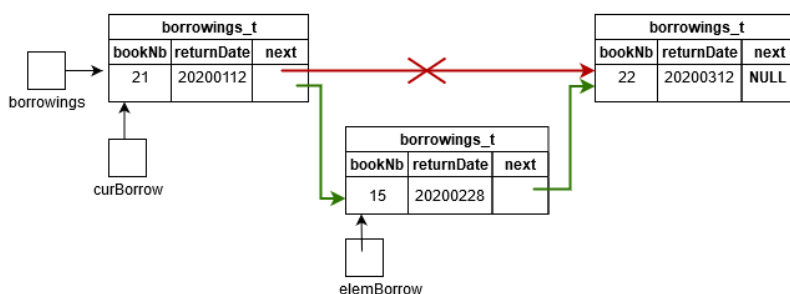 borrowings_t
bookNb returnDate next
21 20200112
borrowings
curBorrow
borrowings_t
bookNb returnDate next
22 20200312 NULL
borrowings_t
bookNb returnDate next
15 20200228
elemBorrow